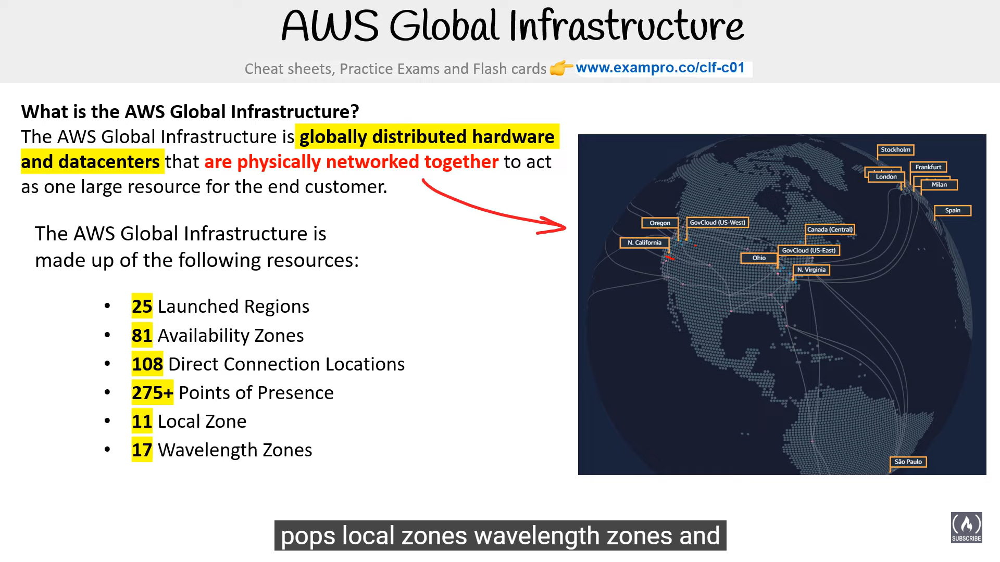 AWS Global Infrastructure
Cheat sheets, Practice Exams and Flash cards 👉 www.exampro.co/clf-c01
What is the AWS Global Infrastructure?
The AWS Global Infrastructure is globally distributed hardware
and datacenters that are physically networked together to act
as one large resource for the end customer.
The AWS Global Infrastructure is
made up of the following resources:
• 25 Launched Regions
• 81 Availability Zones
• 108 Direct Connection Locations
• 275+ Points of Presence
• 11 Local Zone
• 17 Wavelength Zones
Stockholm
Frankfurt
London
Milan
Spain
Oregon
GovCloud (US-West)
Canada (Central)
N. California
GovCloud (US-East)
Ohio
N. Virginia
São Paulo
SUBSCRIBE
pops local zones wavelength zones and